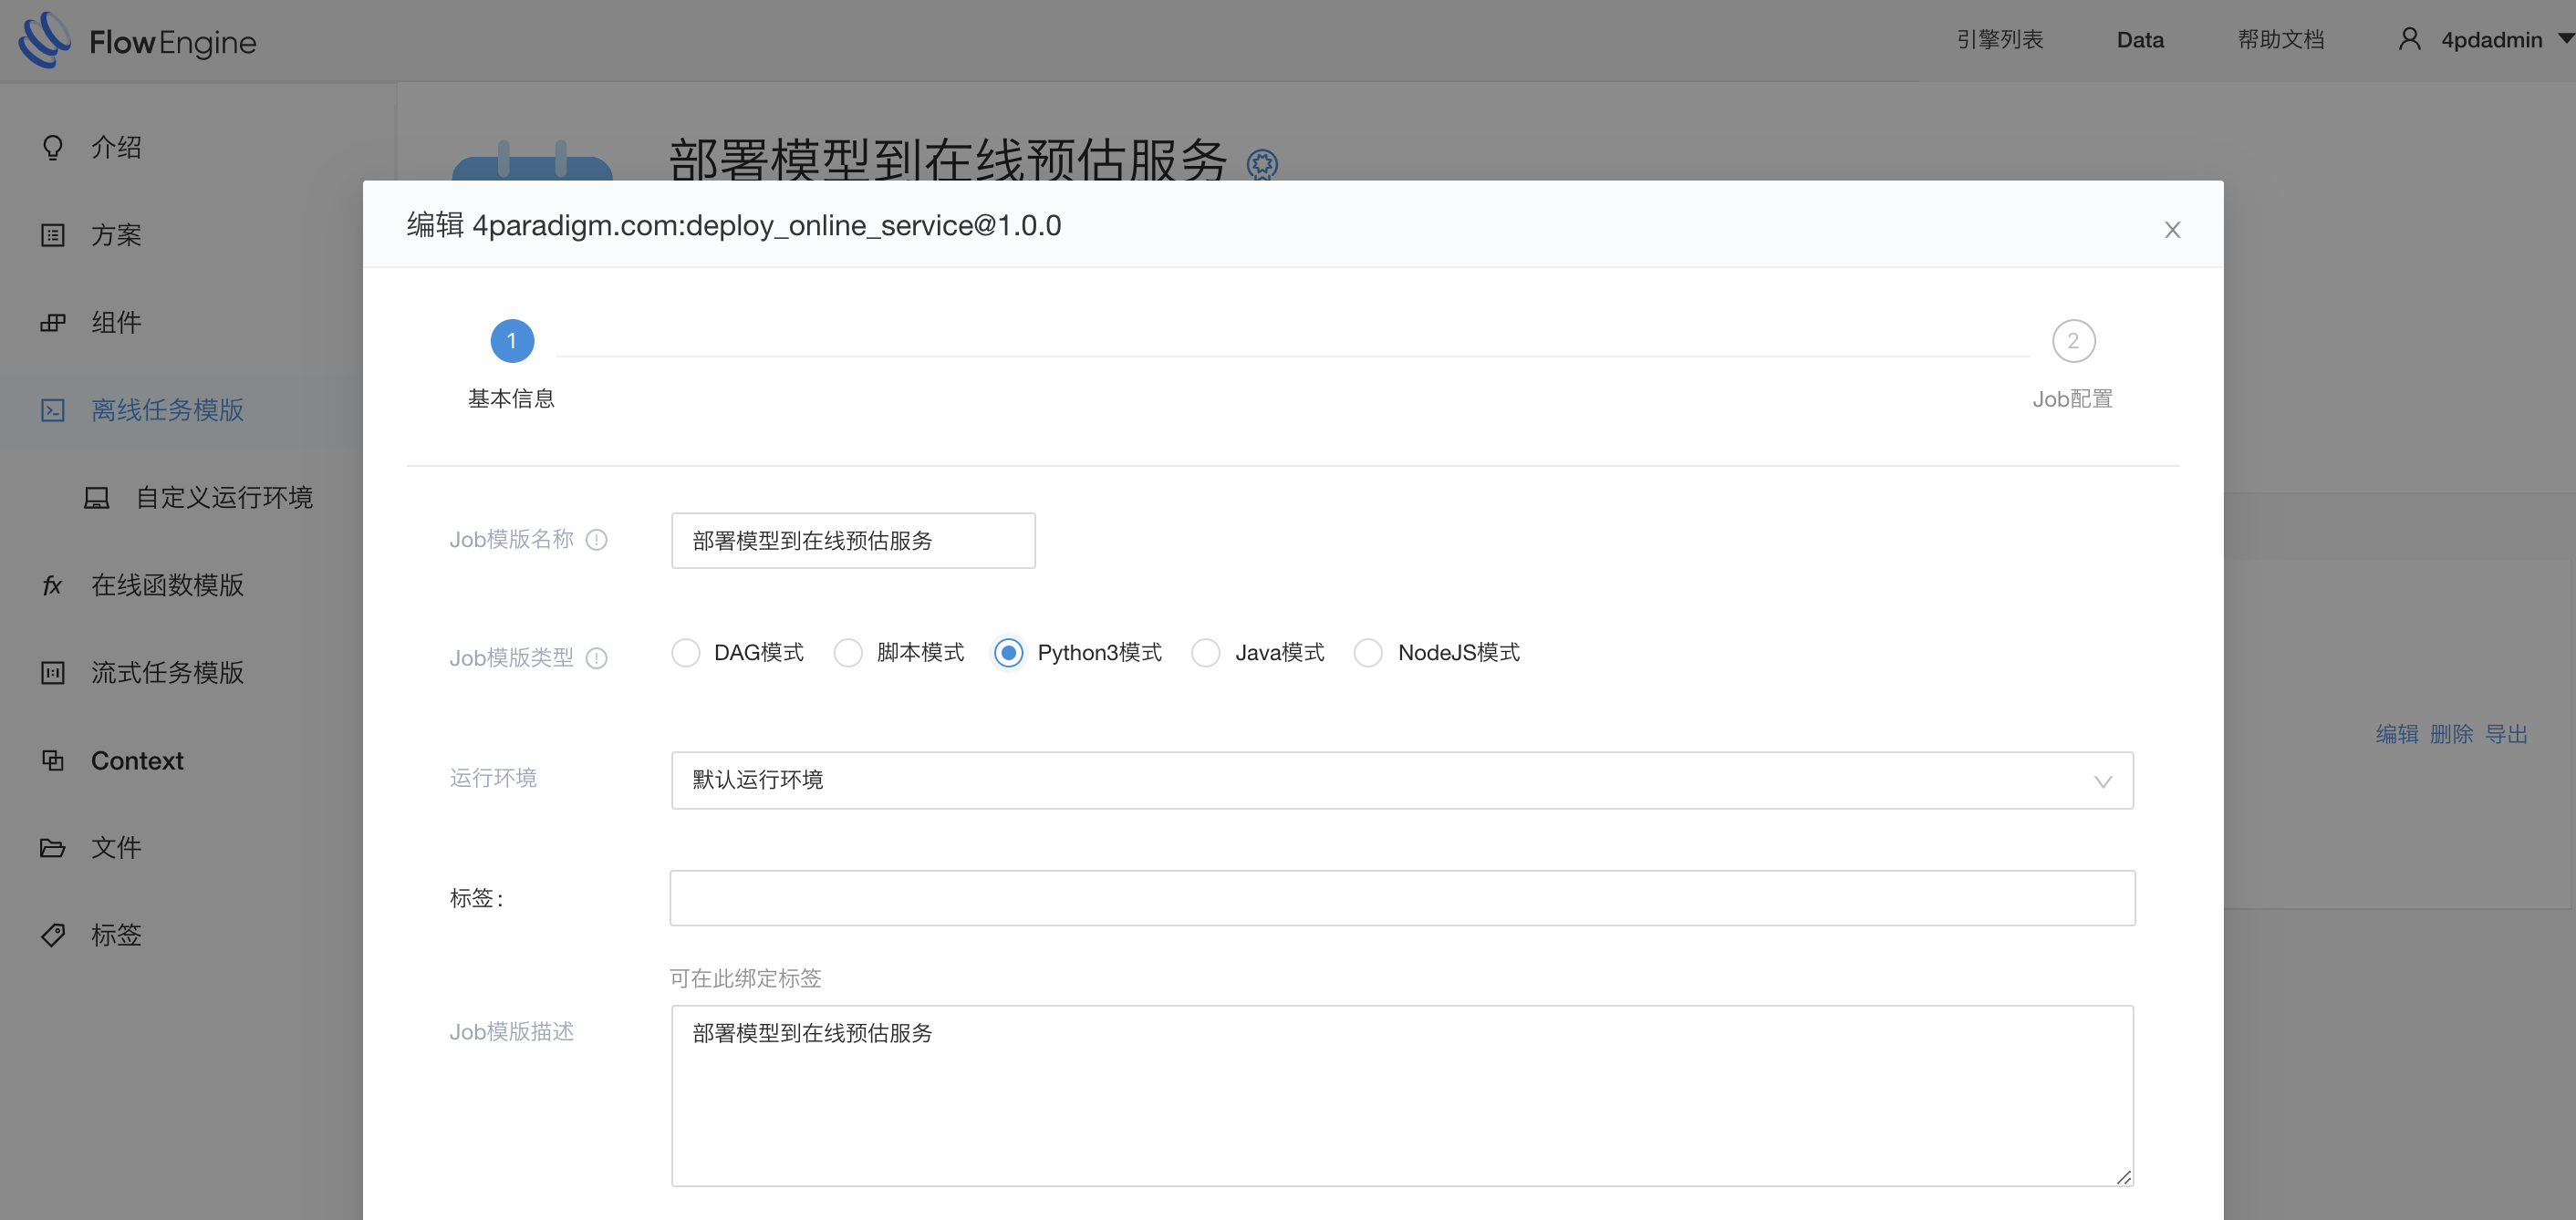 FlowEngine
引擎列表 Data 帮助文档 4pdadmin
介绍
方案
组件
离线任务模版
自定义运行环境
fx 在线函数模版
流式任务模版
Context
文件
标签
部署模型到在线预估服务
编辑 4paradigm.com:deploy_online_service@1.0.0
1
2
基本信息
Job配置
Job模版名称
部署模型到在线预估服务
Job模版类型
DAG模式 脚本模式 Python3模式 Java模式 NodeJS模式
运行环境
默认运行环境
标签:
可在此绑定标签
Job模版描述
部署模型到在线预估服务
编辑 删除 导出